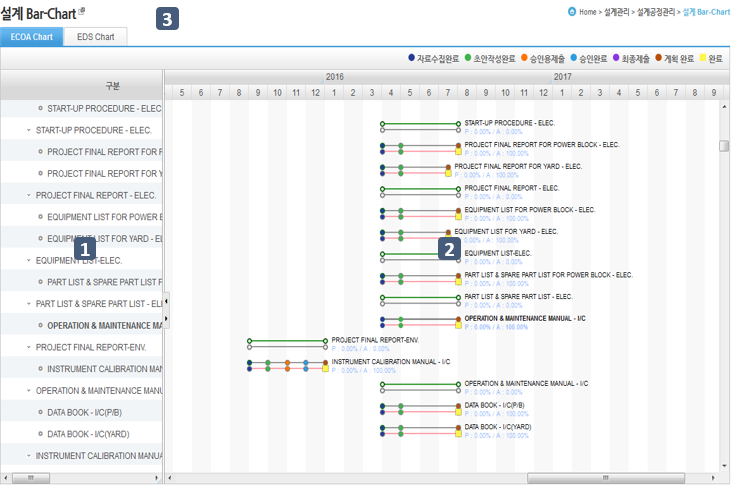 설계 Bar-Chart
3
Home > 설계관리 > 설계공정관리 > 설계 Bar-Chart
ECOA Chart
EDS Chart
자료수집완료 초안작성완료 승인용제출 승인완료 최종제출 계획 완료 완료
구분
2016 2017
5 6 7 8 9 10 11 12 1 2 3 4 5 6 7 8 9 10 11 12 1 2 3 4 5 6 7 8 9
START-UP PROCEDURE - ELEC
START-UP PROCEDURE - ELEC.
PROJECT FINAL REPORT FOR
PROJECT FINAL REPORT FOR Y
PROJECT FINAL REPORT - ELEC.
EQUIPMENT LIST FOR POWER
EQUIPMENT LIST FOR YARD - EL
1
EQUIPMENT LIST-ELEC.
PART LIST & SPARE PART LIST F
PART LIST & SPARE PART LIST - EL
OPERATION & MAINTENANCE MA
PROJECT FINAL REPORT-ENV.
INSTRUMENT CALIBRATION MAN
OPERATION & MAINTENANCE MANU
DATA BOOK - I/C(P/B)
DATA BOOK - I/C(YARD)
INSTRUMENT CALIBRATION MANUA
START-UP PROCEDURE - ELEC.
P : 0.00% / A : 0.00%
PROJECT FINAL REPORT FOR POWER BLOCK - ELEC.
P : 0.00% / A : 100.00%
PROJECT FINAL REPORT FOR YARD - ELEC.
P : 0.00% / A : 100.00%
PROJECT FINAL REPORT - ELEC.
P : 0.00% / A : 0.00%
EQUIPMENT LIST FOR POWER BLOCK - ELEC.
P : 0.00% / A : 100.00%
EQUIPMENT LIST FOR YARD - ELEC.
0.00% / A : 100.00%
2
EQUIPMENT LIST-ELEC.
P : 0.00% / A : 0.00%
PART LIST & SPARE PART LIST FOR POWER BLOCK - ELEC.
P : 0.00% / A : 100.00%
PART LIST & SPARE PART LIST - ELEC.
P : 0.00% / A : 0.00%
OPERATION & MAINTENANCE MANUAL - I/C
P : 0.00% / A : 100.00%
PROJECT FINAL REPORT-ENV.
P : 0.00% / A : 0.00%
INSTRUMENT CALIBRATION MANUAL - I/C
P : 0.00% / A : 100.00%
OPERATION & MAINTENANCE MANUAL - I/C
P : 0.00% / A : 0.00%
DATA BOOK - I/C(P/B)
P : 0.00% / A : 100.00%
DATA BOOK - I/C(YARD)
P : 0.00% / A : 100.00%